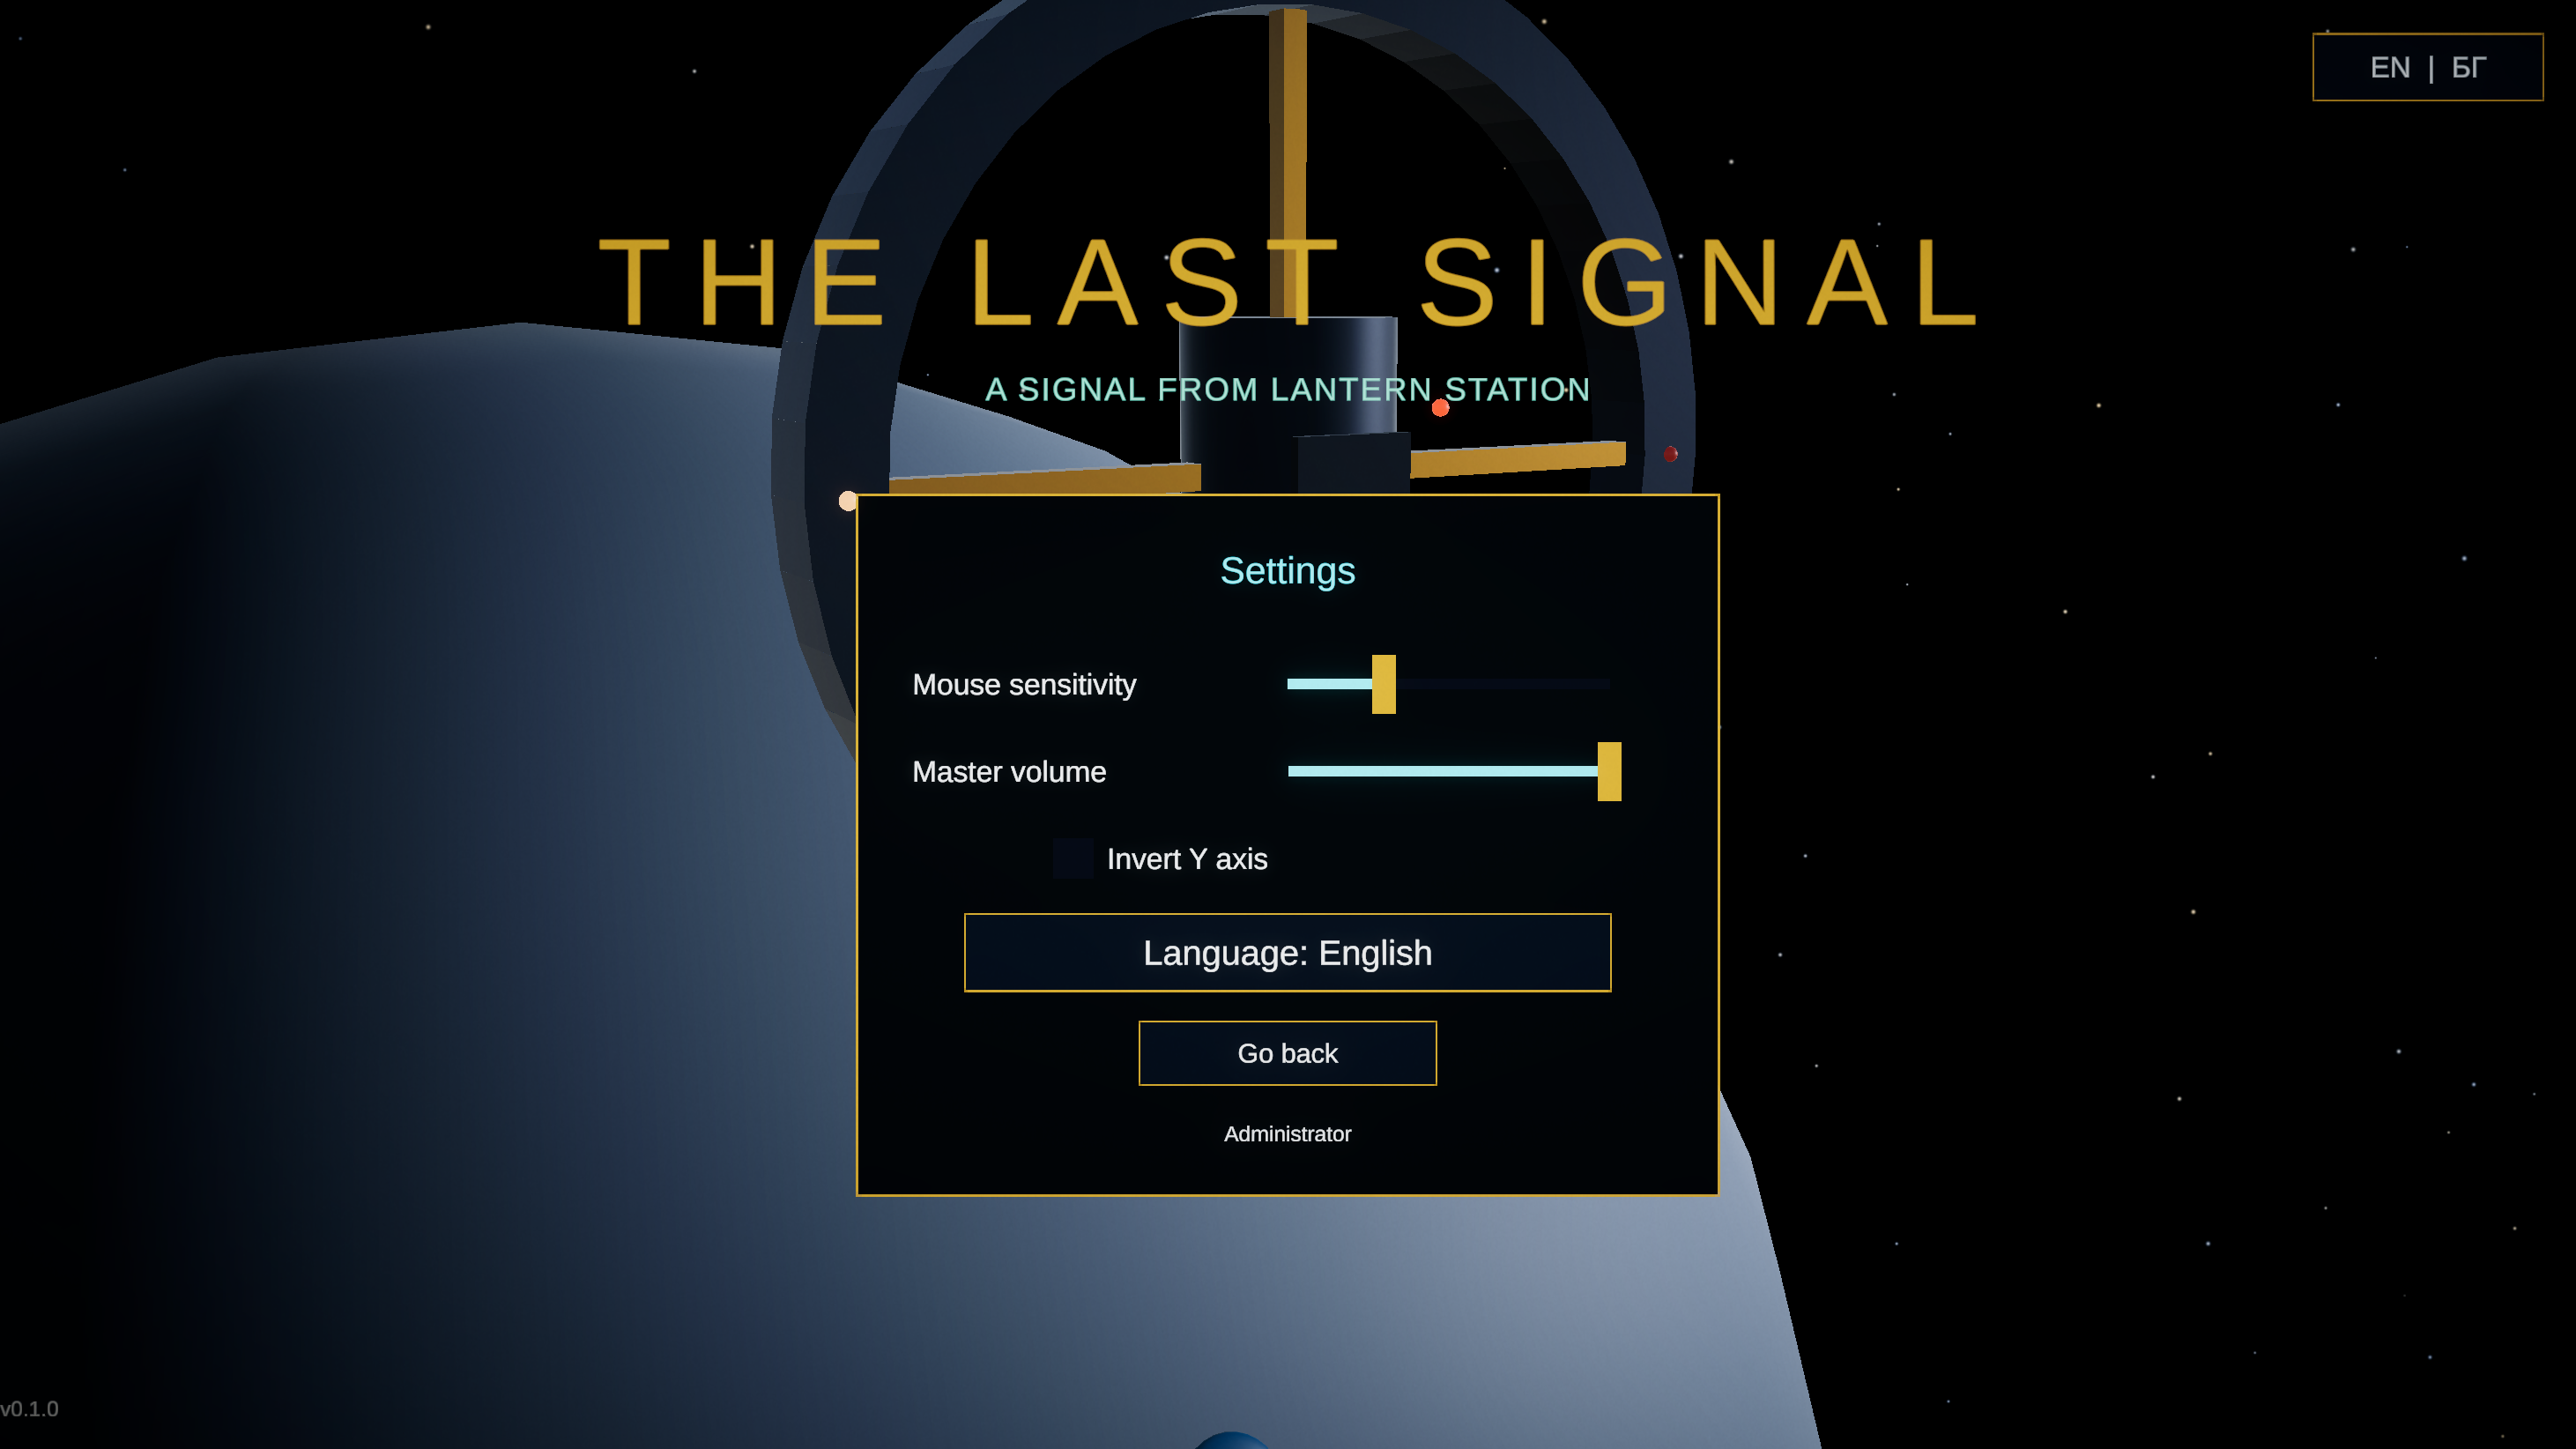 EN | БГ
THE LAST SIGNAL
A SIGNAL FROM LANTERN STATION
Settings
Mouse sensitivity
Master volume
Invert Y axis
Language: English
Go back
Administrator
v0.1.0